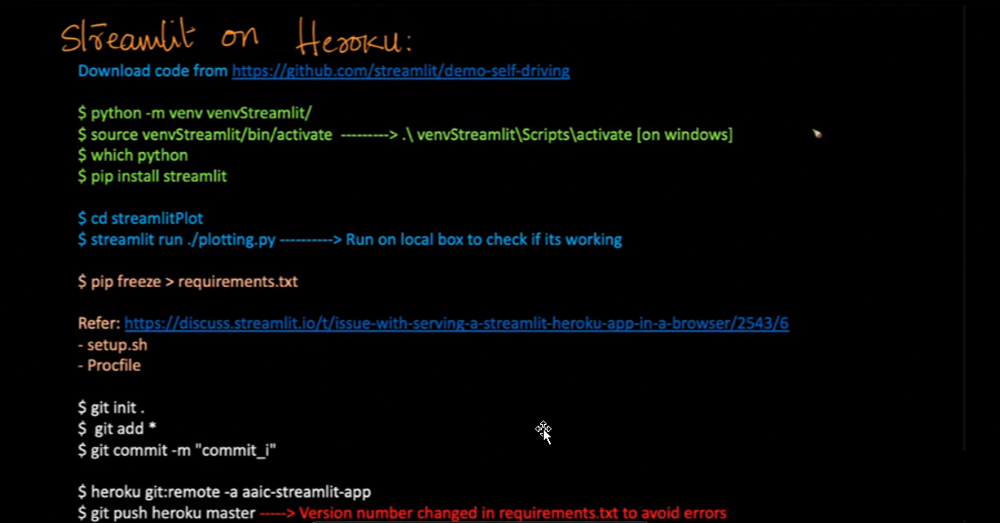 Streamlit on Heroku:
Download code from https://github.com/streamlit/demo-self-driving
$ python -m venv venvStreamlit/
$ source venvStreamlit/bin/activate ---------> .\ venvStreamlit\Scripts\activate [on windows]
$ which python
$ pip install streamlit
$ cd streamlitPlot
$ streamlit run ./plotting.py ----------> Run on local box to check if its working
$ pip freeze > requirements.txt
Refer: https://discuss.streamlit.io/t/issue-with-serving-a-streamlit-heroku-app-in-a-browser/2543/6
- setup.sh
- Procfile
$ git init .
$ git add *
$ git commit -m "commit_i"
$ heroku git:remote -a aaic-streamlit-app
$ git push heroku master -----> Version number changed in requirements.txt to avoid errors